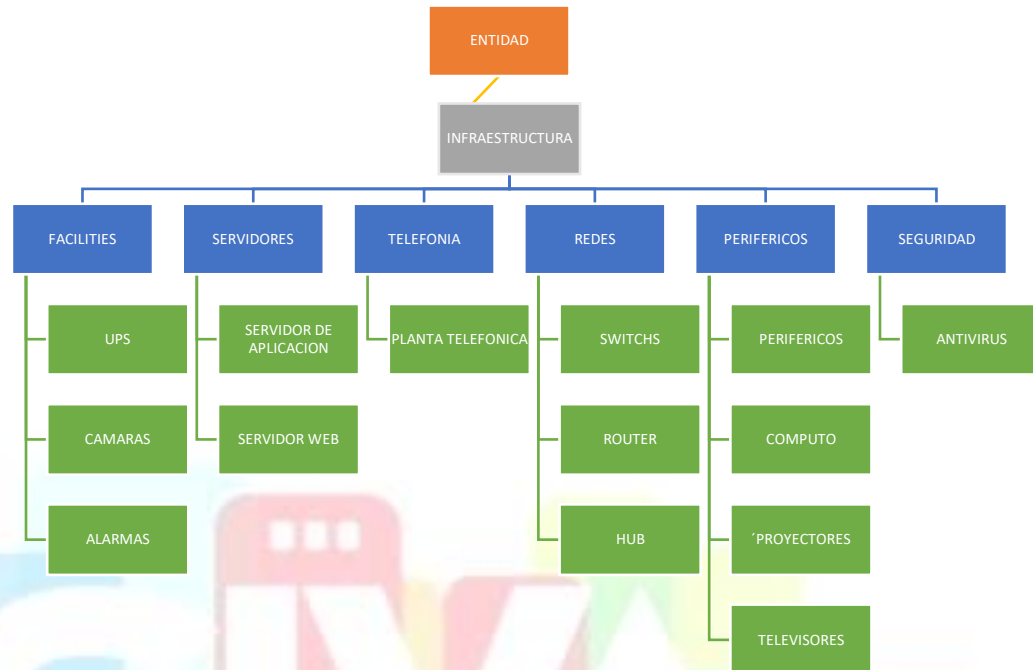 ENTIDAD
INFRAESTRUCTURA
FACILITIES
SERVIDORES
TELEFONIA
REDES
PERIFERICOS
SEGURIDAD
UPS
SERVIDOR DE
APLICACION
PLANTA TELEFONICA
SWITCHS
PERIFERICOS
ANTIVIRUS
CAMARAS
SERVIDOR WEB
ROUTER
COMPUTO
ALARMAS
HUB
´PROYECTORES
TELEVISORES